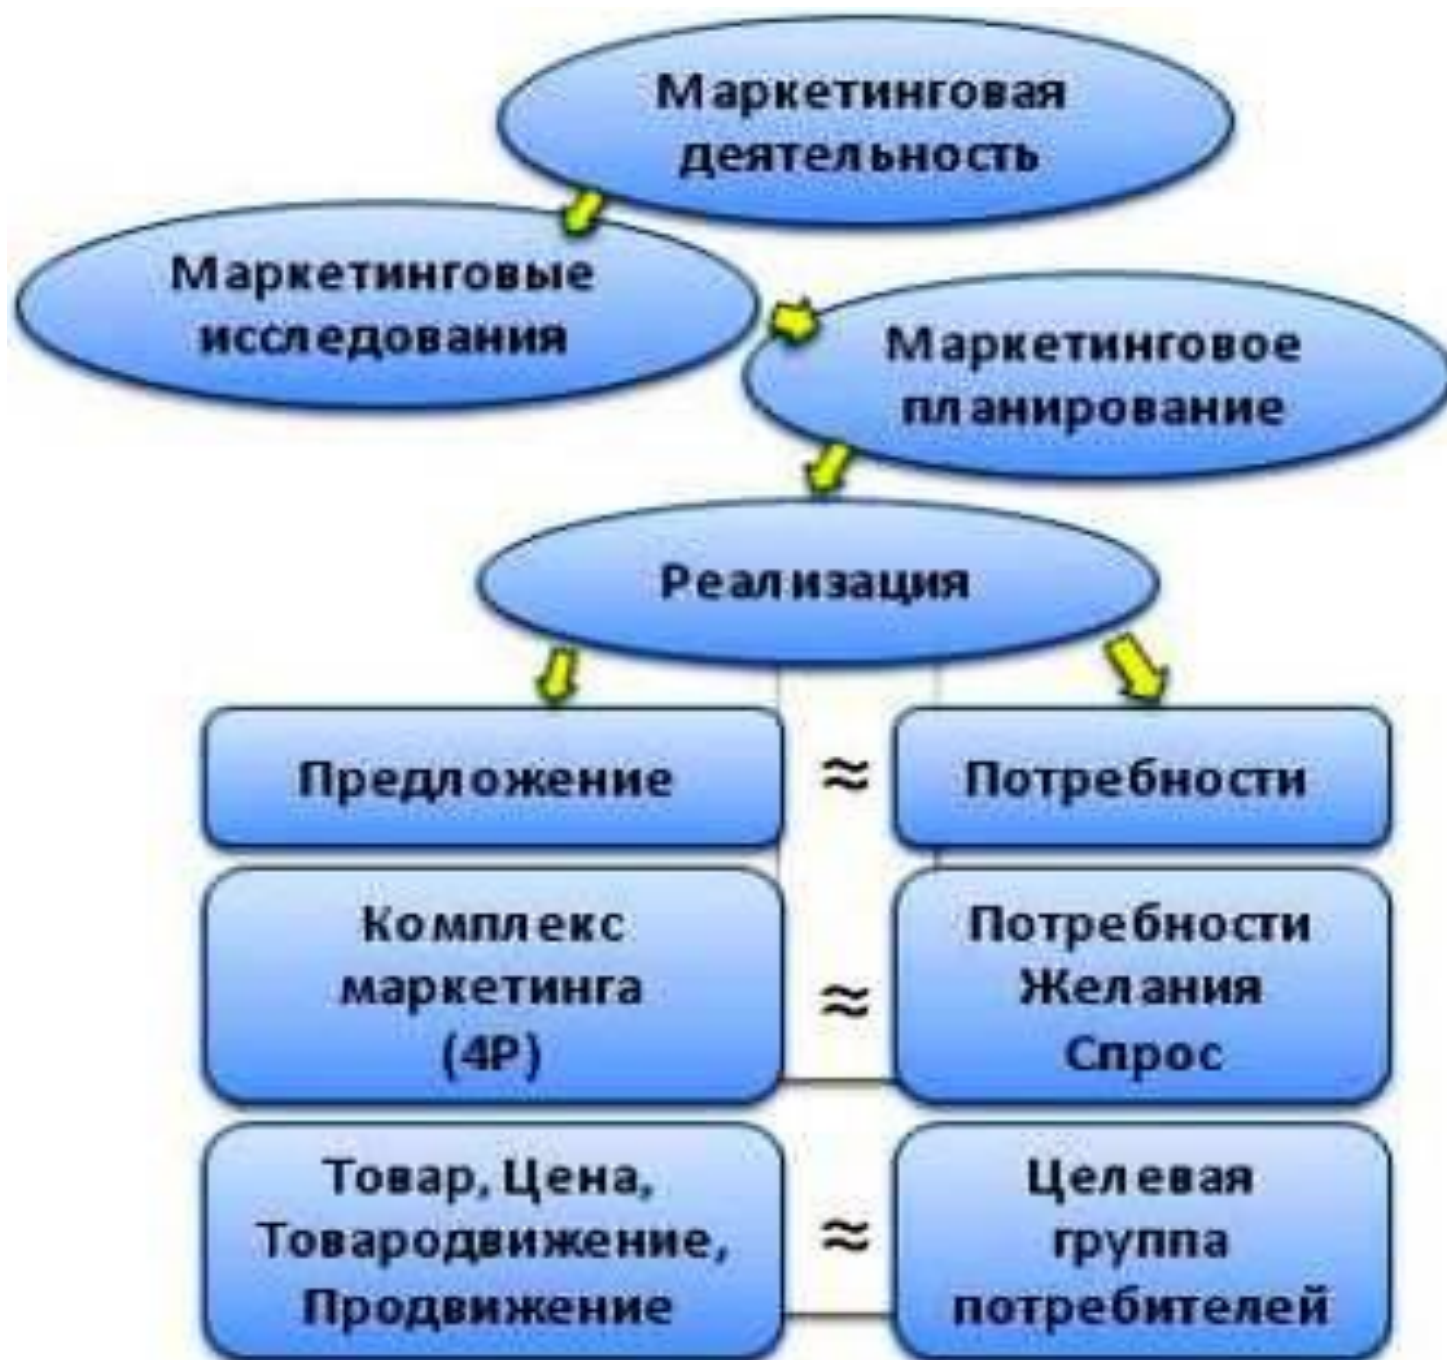 Маркетинговая
деятельность
Маркетинговые
исследования
Маркетинговое
планирование
Реализация
Предложение
≈
Потребности
Комплекс
маркетинга
(4Р)
≈
Потребности
Желания
Спрос
Товар, Цена,
Товародвижение,
Продвижение
≈
Целевая
группа
потребителей